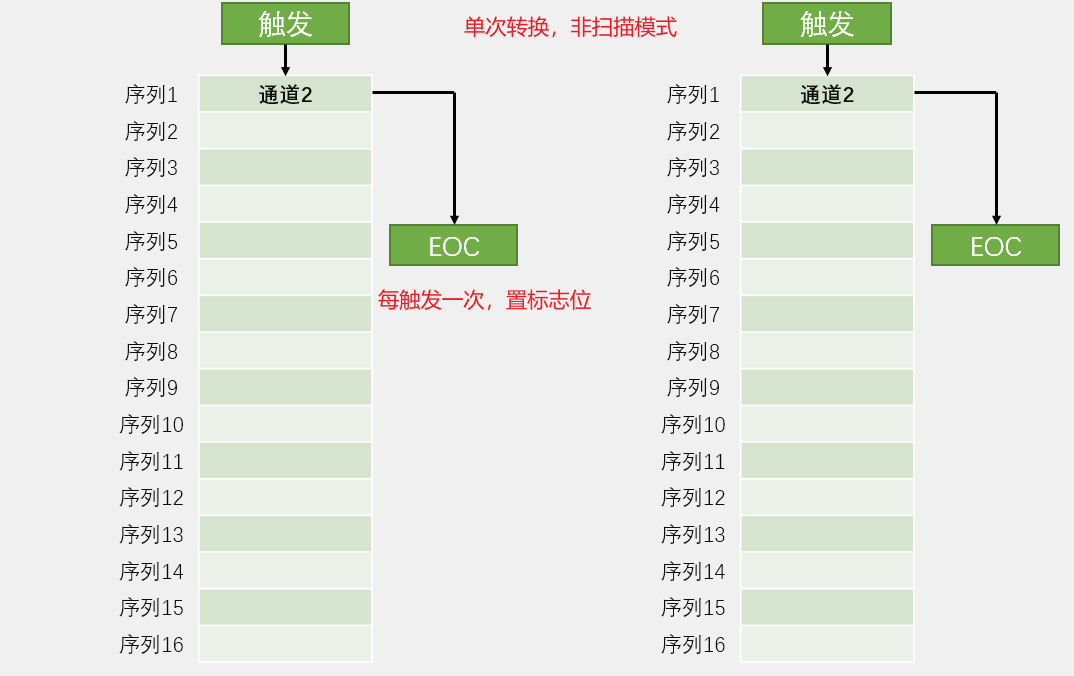 触发
单次转换，非扫描模式
触发
序列1
通道2
序列1
通道2
序列2
序列2
序列3
序列3
序列4
序列4
序列5
EOC
序列5
EOC
序列6
序列6
每触发一次，置标志位
序列7
序列7
序列8
序列8
序列9
序列9
序列10
序列10
序列11
序列11
序列12
序列12
序列13
序列13
序列14
序列14
序列15
序列15
序列16
序列16